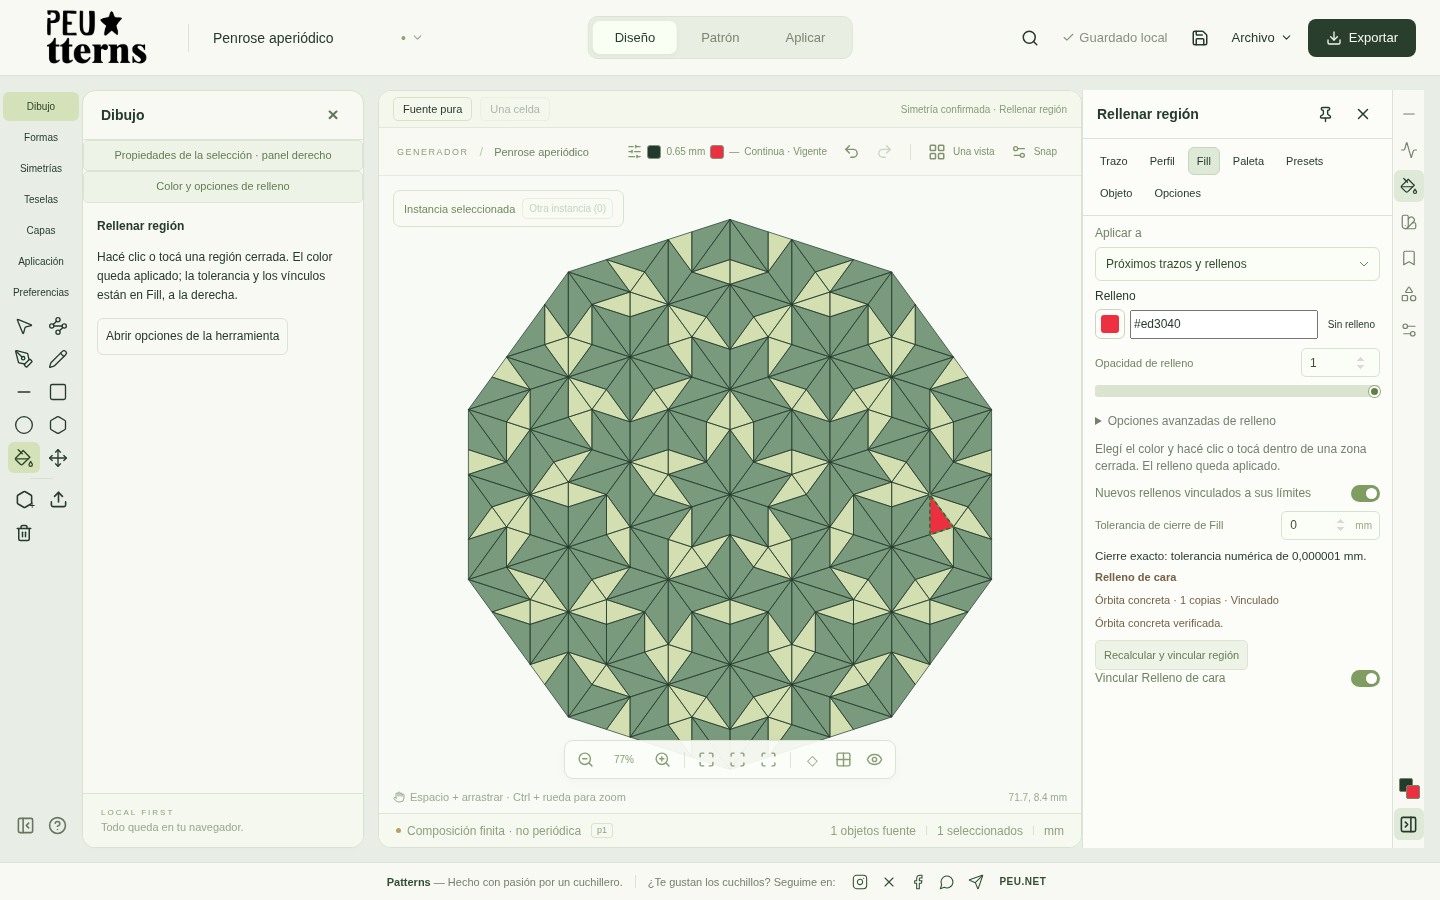 PEU★
tterns
Penrose aperiódico
Diseño
Patrón
Aplicar
Guardado local
Archivo
Exportar
Dibujo
Formas
Simetrías
Teselas
Capas
Aplicación
Preferencias
Dibujo
Propiedades de la selección · panel derecho
Color y opciones de relleno
Rellenar región
Hacé clic o tocá una región cerrada. El color
queda aplicado; la tolerancia y los vínculos
están en Fill, a la derecha.
Abrir opciones de la herramienta
LOCAL FIRST
Todo queda en tu navegador.
Fuente pura
Una celda
Simetría confirmada · Rellenar región
GENERADOR / Penrose aperiódico
0.65 mm
— Continua · Vigente
Una vista
Snap
Instancia seleccionada
Otra instancia (0)
77%
Espacio + arrastrar · Ctrl + rueda para zoom
71.7, 8.4 mm
Composición finita · no periódica
p1
1 objetos fuente
1 seleccionados
mm
Rellenar región
Trazo
Perfil
Fill
Paleta
Presets
Objeto
Opciones
Aplicar a
Próximos trazos y rellenos
Relleno
#ed3040
Sin relleno
Opacidad de relleno
1
Opciones avanzadas de relleno
Elegí el color y hacé clic o tocá dentro de una zona
cerrada. El relleno queda aplicado.
Nuevos rellenos vinculados a sus límites
Tolerancia de cierre de Fill
0
mm
Cierre exacto: tolerancia numérica de 0,000001 mm.
Relleno de cara
Órbita concreta · 1 copias · Vinculado
Órbita concreta verificada.
Recalcular y vincular región
Vincular Relleno de cara
Patterns — Hecho con pasión por un cuchillero.
¿Te gustan los cuchillos? Seguime en:
PEU.NET